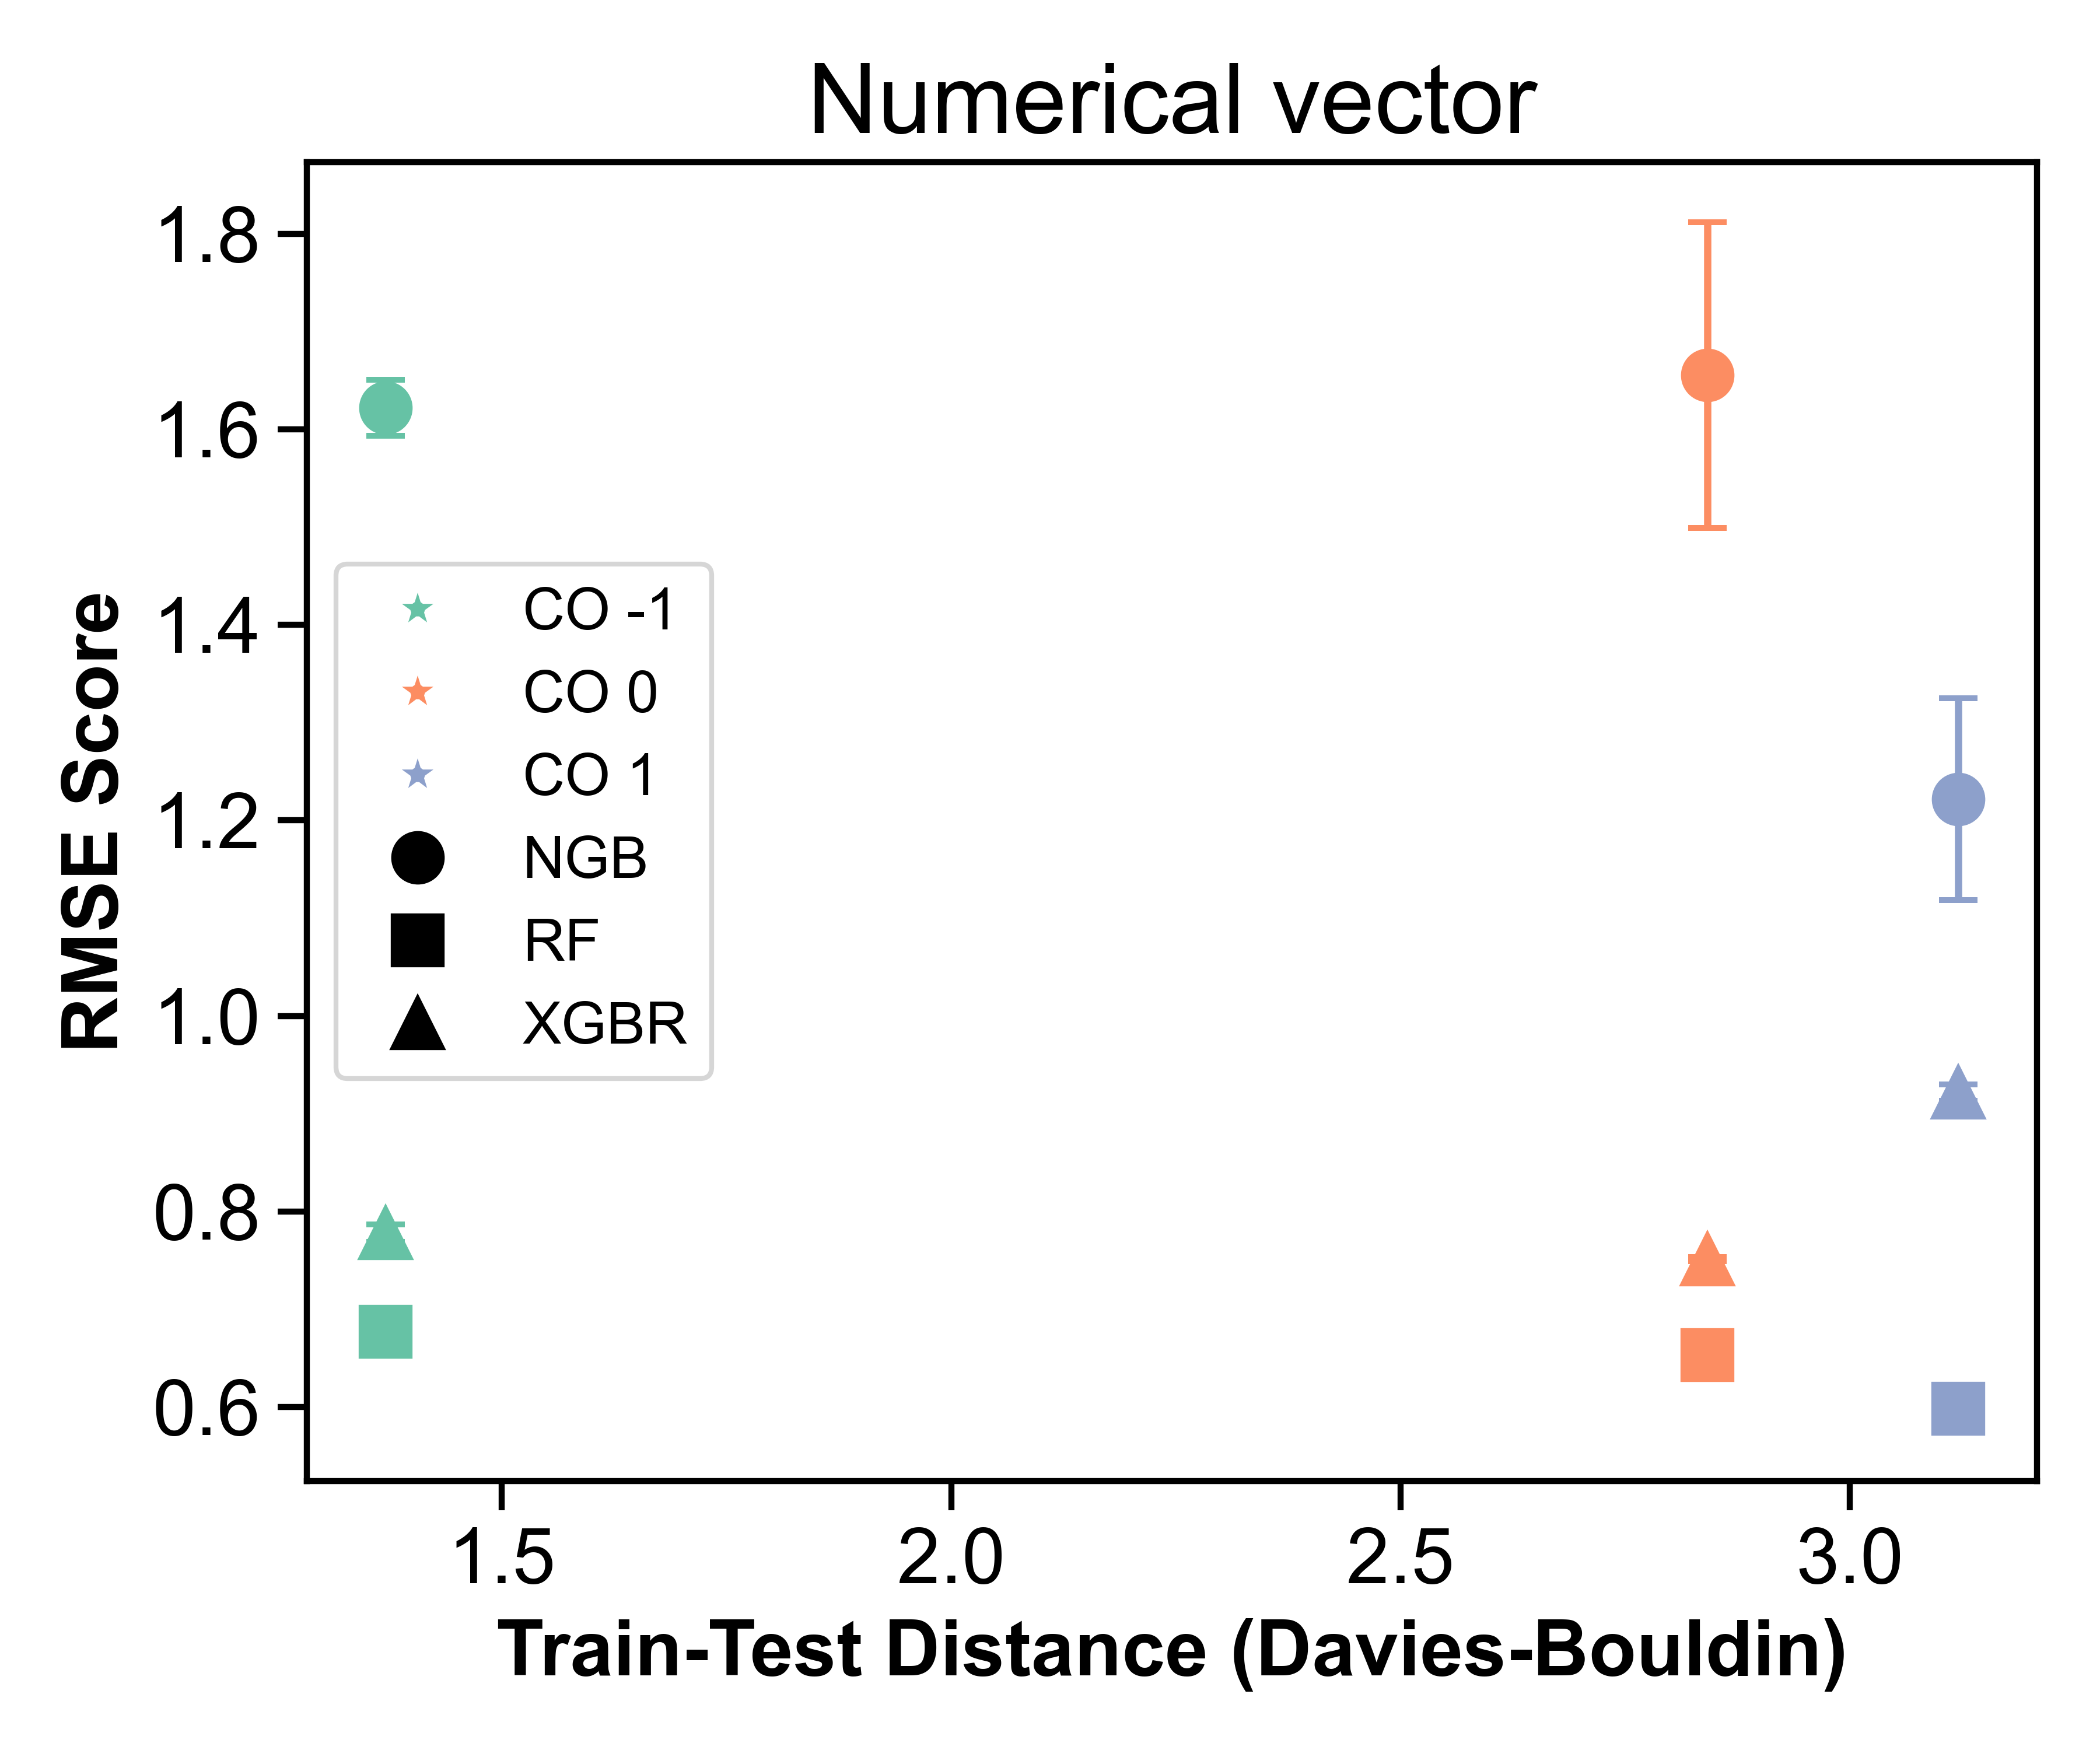 Numerical vector
1.8
1.6
1.4
1.2
1.0
0.8
0.6
RMSE Score
CO -1
CO 0
CO 1
NGB
RF
XGBR
1.5
2.0
2.5
3.0
Train-Test Distance (Davies-Bouldin)